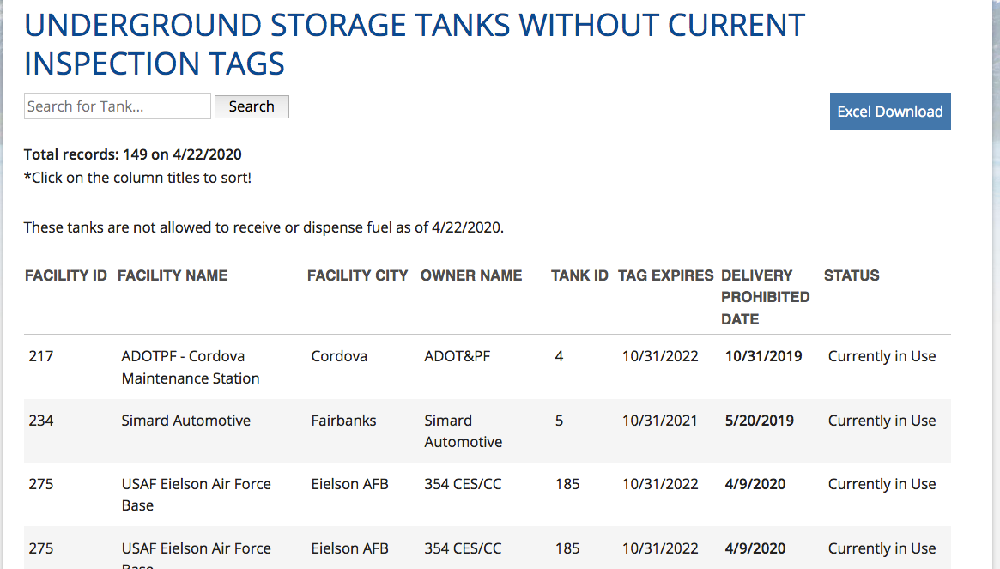 UNDERGROUND STORAGE TANKS WITHOUT CURRENT
INSPECTION TAGS
Search for Tank... Search Excel Download
Total records: 149 on 4/22/2020
*Click on the column titles to sort!
These tanks are not allowed to receive or dispense fuel as of 4/22/2020.
FACILITY ID FACILITY NAME FACILITY CITY OWNER NAME TANK ID TAG EXPIRES DELIVERY STATUS
PROHIBITED
DATE
217 ADOTPF - Cordova Cordova ADOT&PF 4 10/31/2022 10/31/2019 Currently in Use
Maintenance Station
234 Simard Automotive Fairbanks Simard 5 10/31/2021 5/20/2019 Currently in Use
Automotive
275 USAF Eielson Air Force Eielson AFB 354 CES/CC 185 10/31/2022 4/9/2020 Currently in Use
Base
275 USAF Eielson Air Force Eielson AFB 354 CES/CC 185 10/31/2022 4/9/2020 Currently in Use
Base